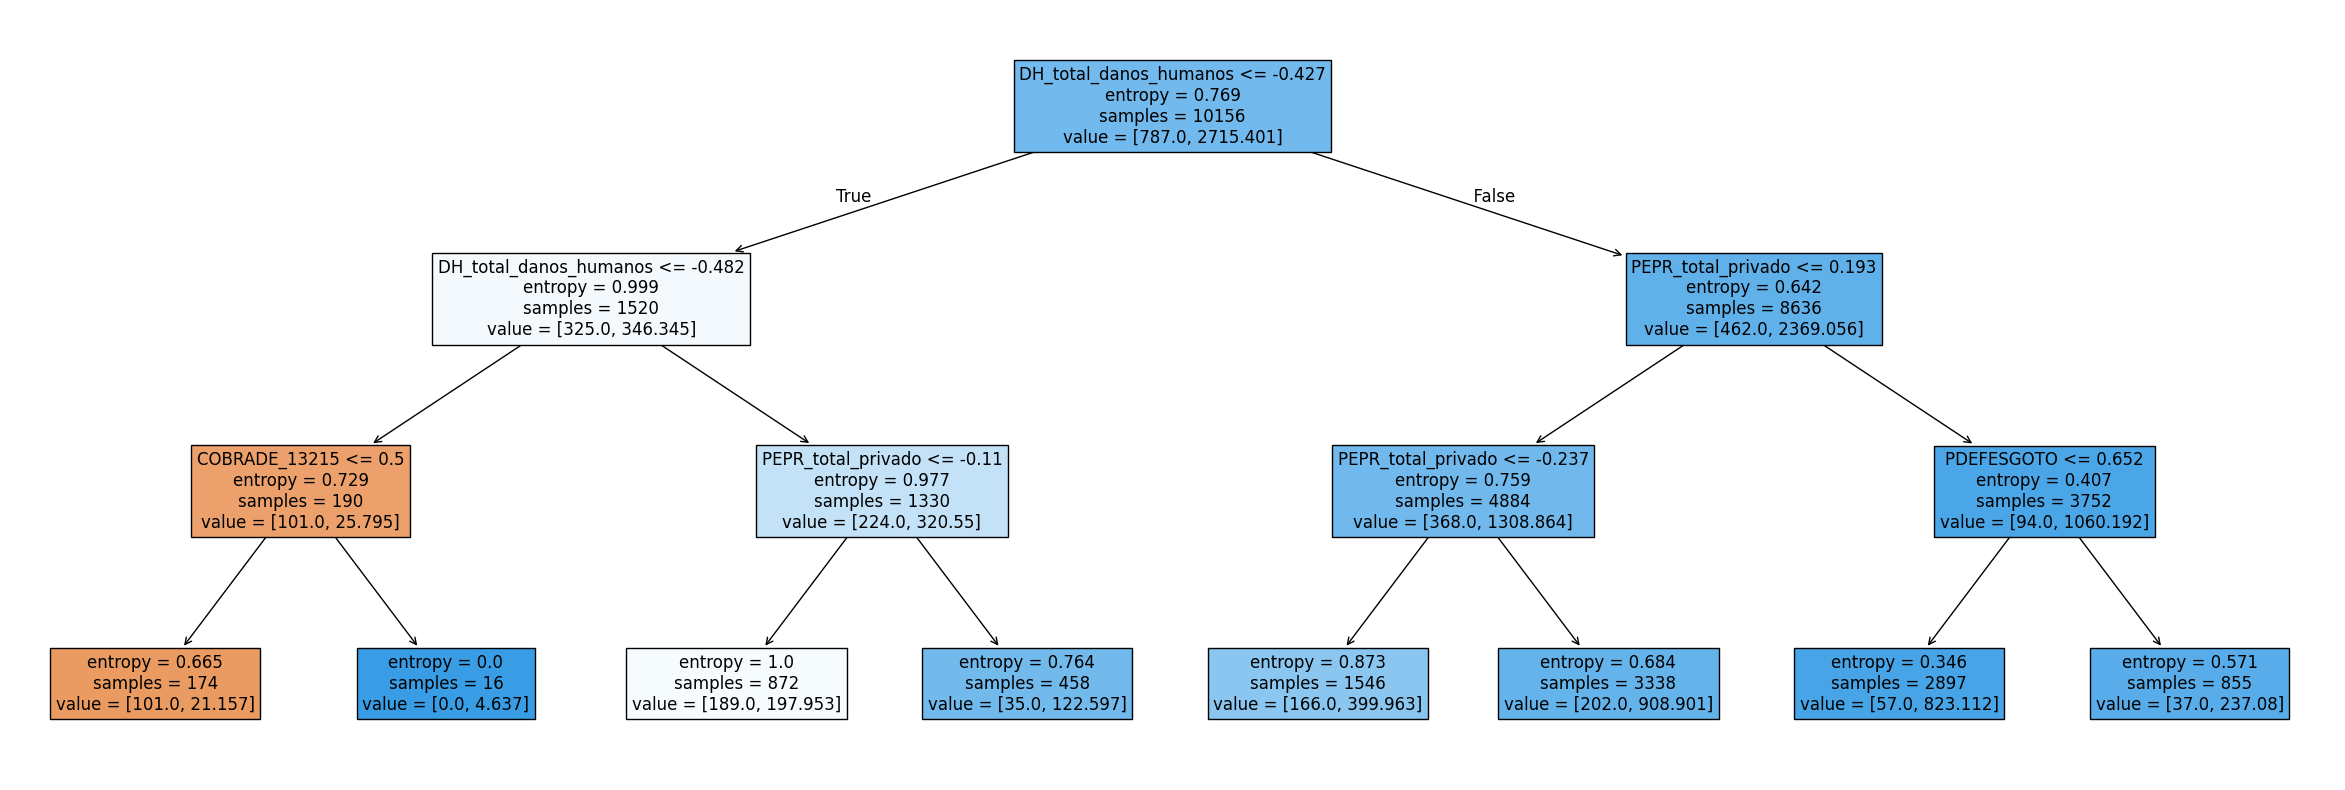 DH_total_danos_humanos <= -0.427
entropy = 0.769
samples = 10156
value = [787.0, 2715.401]
True
False
DH_total_danos_humanos <= -0.482
entropy = 0.999
samples = 1520
value = [325.0, 346.345]
PEPR_total_privado <= 0.193
entropy = 0.642
samples = 8636
value = [462.0, 2369.056]
COBRADE_13215 <= 0.5
entropy = 0.729
samples = 190
value = [101.0, 25.795]
PEPR_total_privado <= -0.11
entropy = 0.977
samples = 1330
value = [224.0, 320.55]
PEPR_total_privado <= -0.237
entropy = 0.759
samples = 4884
value = [368.0, 1308.864]
PDEFESGOTO <= 0.652
entropy = 0.407
samples = 3752
value = [94.0, 1060.192]
entropy = 0.665
samples = 174
value = [101.0, 21.157]
entropy = 0.0
samples = 16
value = [0.0, 4.637]
entropy = 1.0
samples = 872
value = [189.0, 197.953]
entropy = 0.764
samples = 458
value = [35.0, 122.597]
entropy = 0.873
samples = 1546
value = [166.0, 399.963]
entropy = 0.684
samples = 3338
value = [202.0, 908.901]
entropy = 0.346
samples = 2897
value = [57.0, 823.112]
entropy = 0.571
samples = 855
value = [37.0, 237.08]